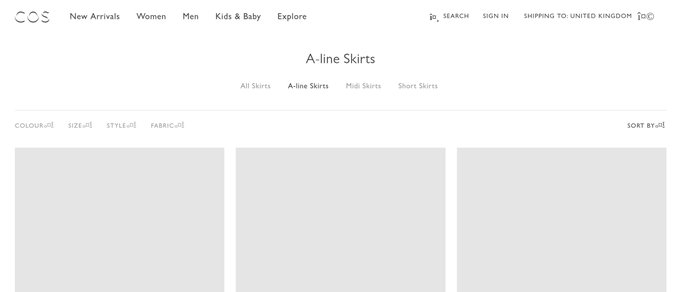 COS New Arrivals Women Men Kids & Baby Explore SEARCH SIGN IN SHIPPING TO: UNITED KINGDOM
A-line Skirts
All Skirts A-line Skirts Midi Skirts Short Skirts
COLOUR SIZE STYLE FABRIC SORT BY